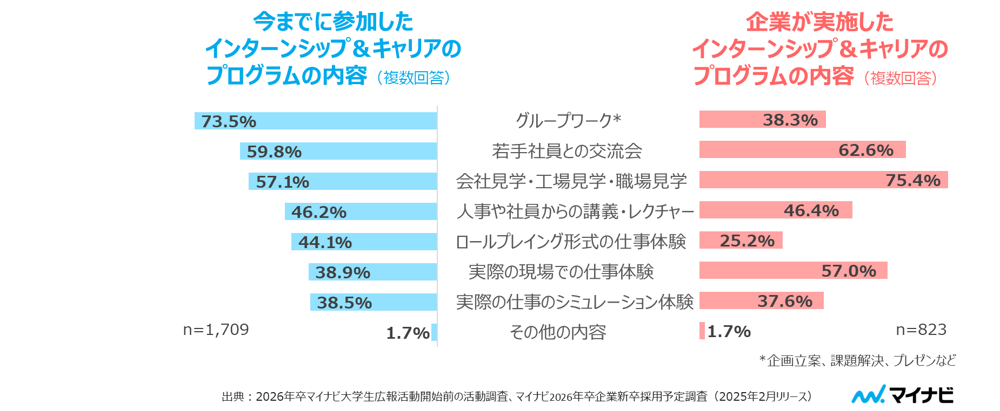 今までに参加した
インターンシップ&キャリアの
プログラムの内容（複数回答）
企業が実施した
インターンシップ&キャリアの
プログラムの内容（複数回答）
73.5% グループワーク* 38.3%
59.8% 若手社員との交流会 62.6%
57.1% 会社見学・工場見学・職場見学 75.4%
46.2% 人事や社員からの講義・レクチャー 46.4%
44.1% ロールプレイング形式の仕事体験 25.2%
38.9% 実際の現場での仕事体験 57.0%
38.5% 実際の仕事のシミュレーション体験 37.6%
n=1,709 1.7% その他の内容 1.7% n=823
*企画立案、課題解決、プレゼンなど
出典：2026年卒マイナビ大学生広報活動開始前の活動調査、マイナビ2026年卒企業新卒採用予定調査（2025年2月リリース）
マイナビ